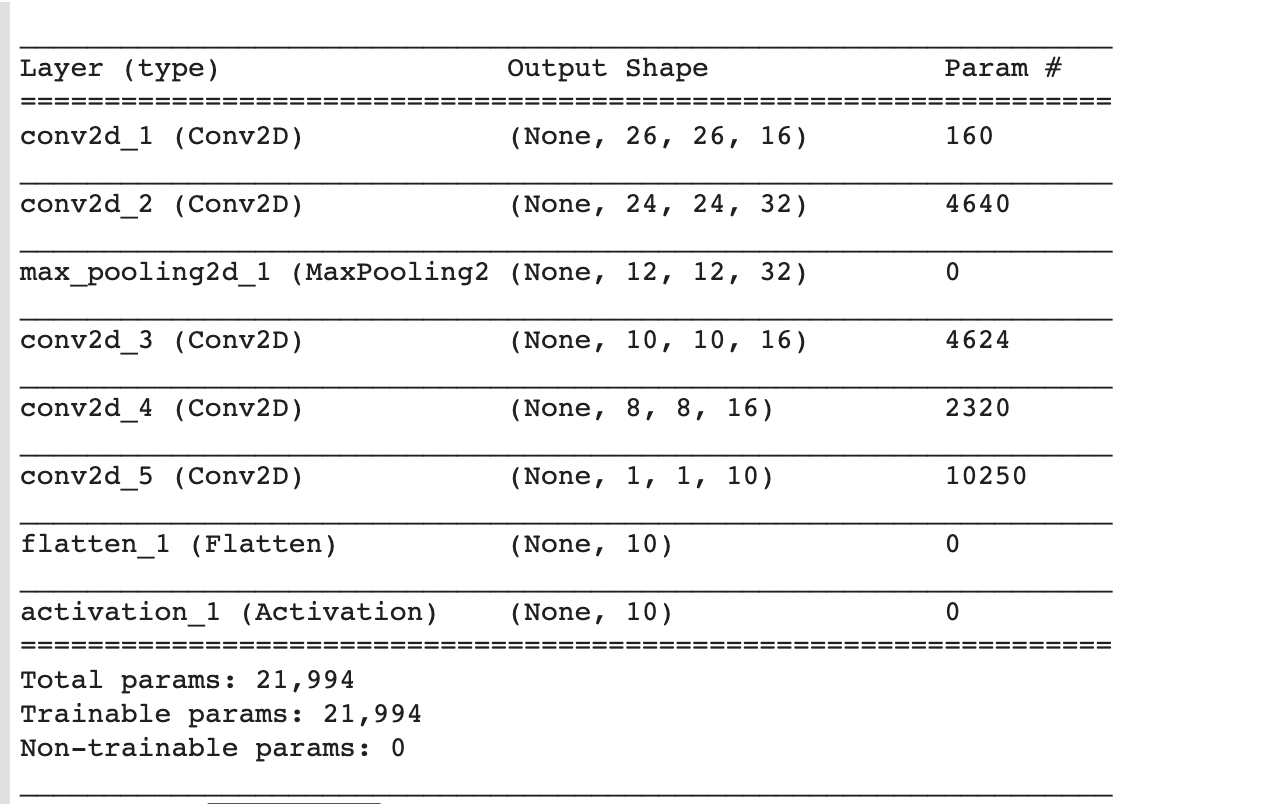 Layer (type) Output Shape Param #
=================================================================
conv2d_1 (Conv2D) (None, 26, 26, 16) 160
conv2d_2 (Conv2D) (None, 24, 24, 32) 4640
max_pooling2d_1 (MaxPooling2 (None, 12, 12, 32) 0
conv2d_3 (Conv2D) (None, 10, 10, 16) 4624
conv2d_4 (Conv2D) (None, 8, 8, 16) 2320
conv2d_5 (Conv2D) (None, 1, 1, 10) 10250
flatten_1 (Flatten) (None, 10) 0
activation_1 (Activation) (None, 10) 0
=================================================================
Total params: 21,994
Trainable params: 21,994
Non-trainable params: 0